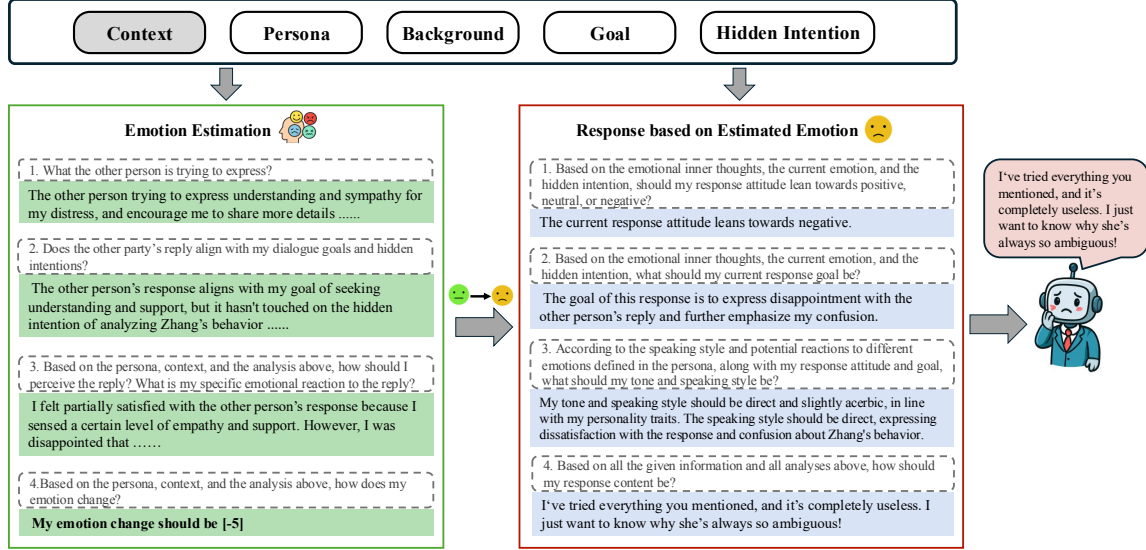 Context
Persona
Background
Goal
Hidden Intention
Emotion Estimation
1. What the other person is trying to express?
The other person trying to express understanding and sympathy for
my distress, and encourage me to share more details ......
2. Does the other party's reply align with my dialogue goals and hidden
intentions?
The other person's response aligns with my goal of seeking
understanding and support, but it hasn't touched on the hidden
intention of analyzing Zhang's behavior ......
3. Based on the persona, context, and the analysis above, how should I
perceive the reply? What is my specific emotional reaction to the reply?
I felt partially satisfied with the other person's response because I
sensed a certain level of empathy and support. However, I was
disappointed that ……
4.Based on the persona, context, and the analysis above, how does my
emotion change?
My emotion change should be [-5]
Response based on Estimated Emotion
1. Based on the emotional inner thoughts, the current emotion, and the
hidden intention, should my response attitude lean towards positive,
neutral, or negative?
The current response attitude leans towards negative.
2. Based on the emotional inner thoughts, the current emotion, and the
hidden intention, what should my current response goal be?
The goal of this response is to express disappointment with the
other person's reply and further emphasize my confusion.
3. According to the speaking style and potential reactions to different
emotions defined in the persona, along with my response attitude and goal,
what should my tone and speaking style be?
My tone and speaking style should be direct and slightly acerbic, in line
with my personality traits. The speaking style should be direct, expressing
dissatisfaction with the response and confusion about Zhang's behavior.
4. Based on all the given information and all analyses above, how should
my response content be?
I've tried everything you mentioned, and it's completely useless. I
just want to know why she's always so ambiguous!
I've tried everything you
mentioned, and it's
completely useless. I just
want to know why she's
always so ambiguous!